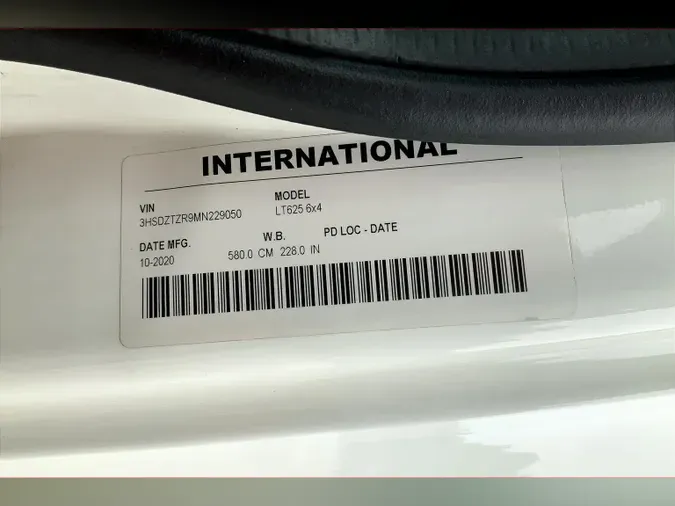 INTERNATIONAL
VIN MODEL
3HSDZTZR9MN229050 LT625 6x4
DATE MFG. W.B. PD LOC - DATE
10-2020 580.0 CM 228.0 IN